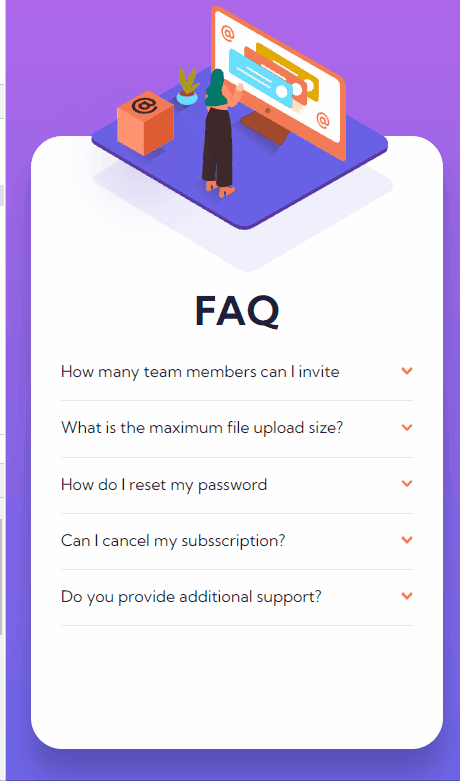 @
@
@
FAQ
How many team members can I invite
What is the maximum file upload size?
How do I reset my password
Can I cancel my subsscription?
Do you provide additional support?